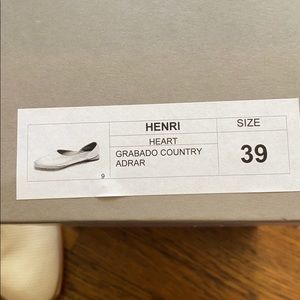 HENRI
SIZE
HEART
GRABADO COUNTRY
ADRAR
39
9